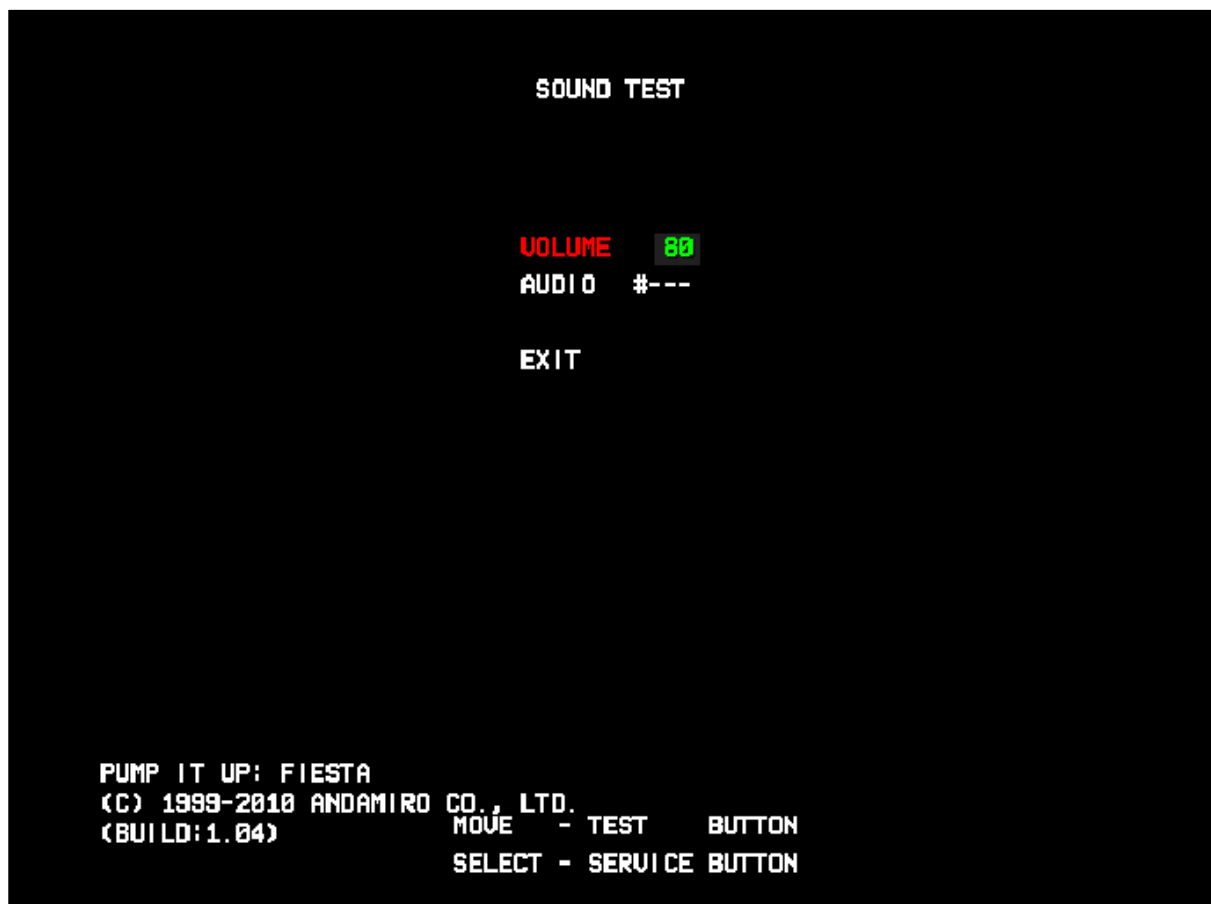 SOUND TEST
VOLUME 80
AUDIO #---
EXIT
PUMP IT UP: FIESTA
(C) 1999-2010 ANDAMIRO CO., LTD.
(BUILD:1.04)
MOVE - TEST BUTTON
SELECT - SERVICE BUTTON